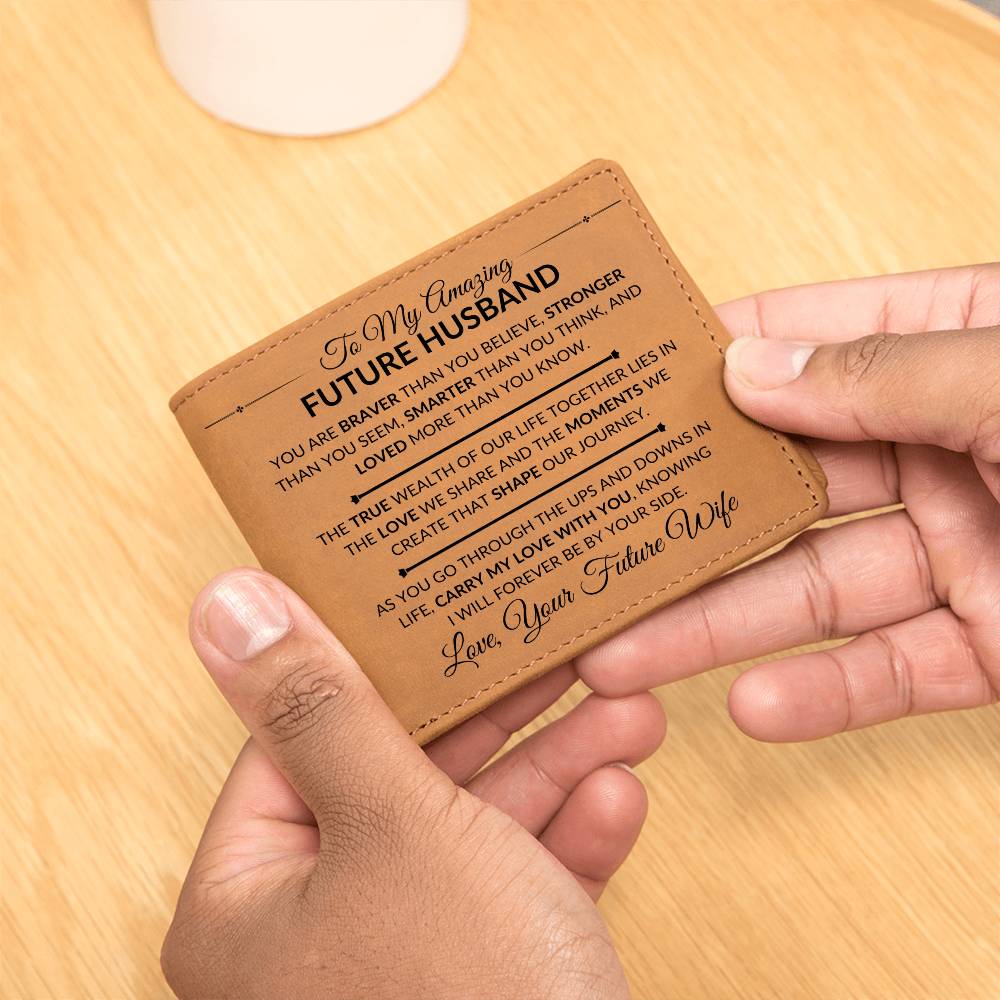 To My Amazing
FUTURE HUSBAND
YOU ARE BRAVER THAN YOU BELIEVE, STRONGER
THAN YOU SEEM, SMARTER THAN YOU THINK, AND
LOVED MORE THAN YOU KNOW.
THE TRUE WEALTH OF OUR LIFE TOGETHER LIES IN
THE LOVE WE SHARE AND THE MOMENTS WE
CREATE THAT SHAPE OUR JOURNEY.
AS YOU GO THROUGH THE UPS AND DOWNS IN
LIFE, CARRY MY LOVE WITH YOU, KNOWING
I WILL FOREVER BE BY YOUR SIDE.
Love, Your Future Wife